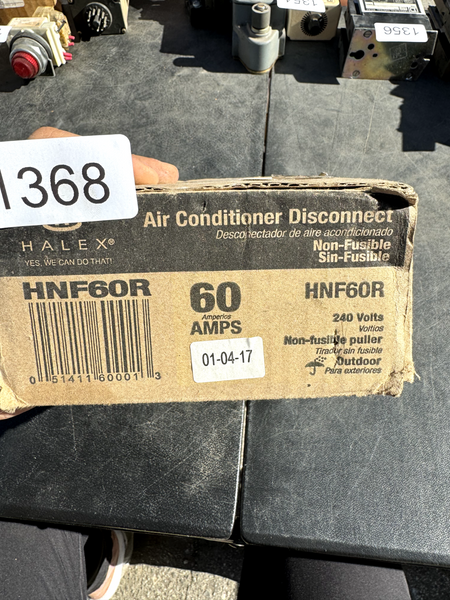 1354
1356
1368
HALEX®
YES, WE CAN DO THAT!
Air Conditioner Disconnect
Desconectador de aire acondicionado
Non-Fusible
Sin-Fusible
HNF60R
0 51411 60001 3
60
Amperios
AMPS
01-04-17
HNF60R
240 Volts
Voltios
Non-fusible puller
Tirador sin fusible
Outdoor
Para exteriores